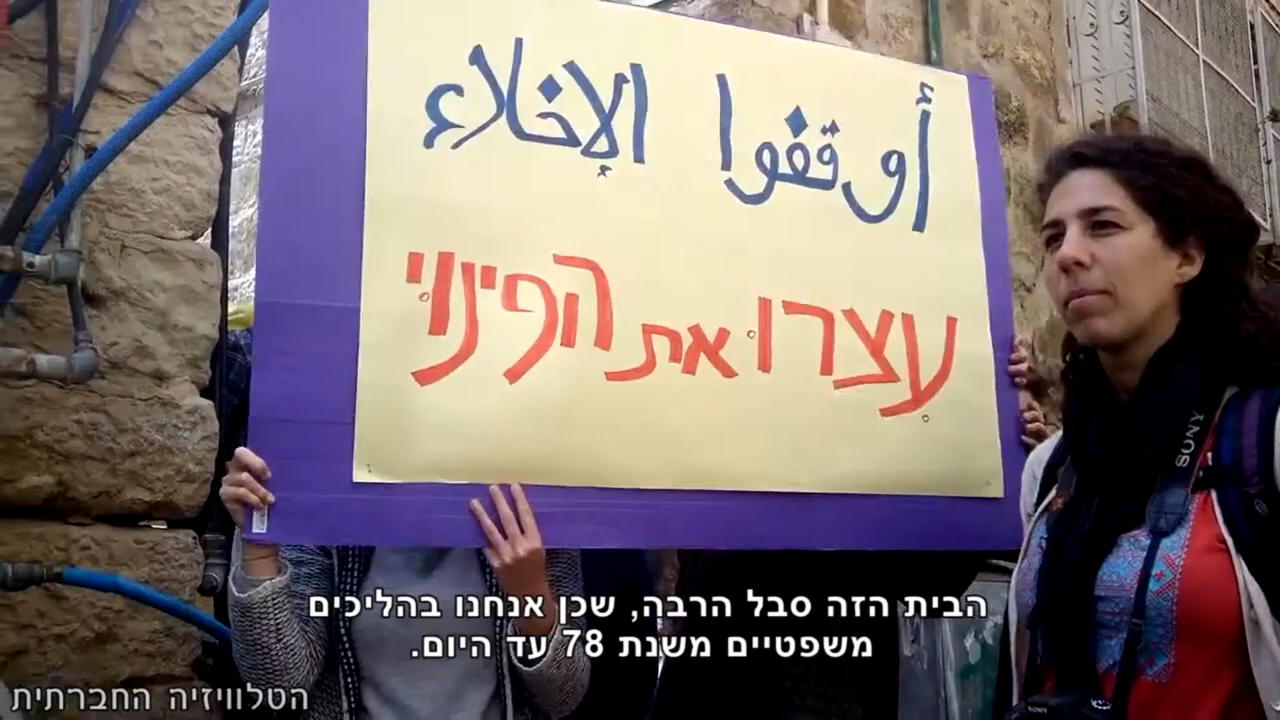 أوقفوا الإخلاء
עצרו את הפינוי
SONY
הבית הזה סבל הרבה, שכן אנחנו בהליכים
משפטיים משנת 78 עד היום.
הטלוויזיה החברתית
SONY